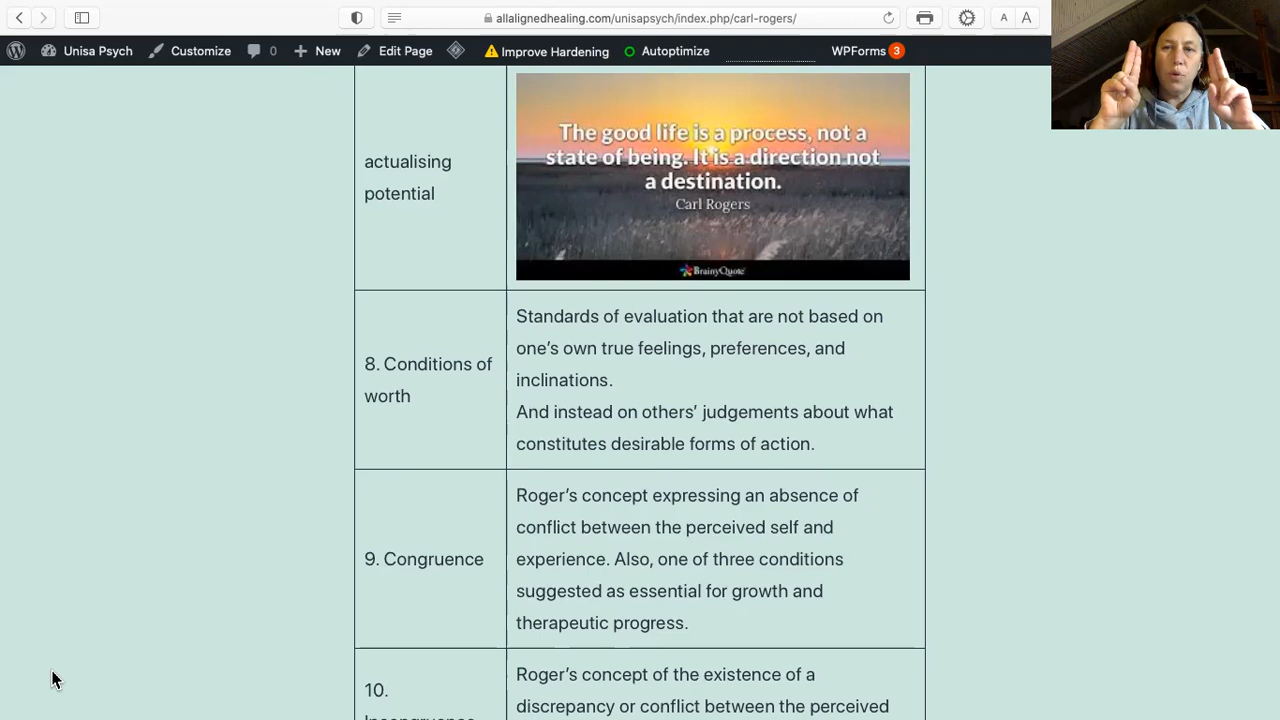 allalignedhealing.com/unisapsych/index.php/carl-rogers/
A A
Unisa Psych Customize 0 New Edit Page Improve Hardening Autoptimize WPForms 3
actualising
potential
The good life is a process, not a
state of being. It is a direction not
a destination.
Carl Rogers
BrainyQuote
8. Conditions of
worth
Standards of evaluation that are not based on
one's own true feelings, preferences, and
inclinations.
And instead on others' judgements about what
constitutes desirable forms of action.
9. Congruence
Roger's concept expressing an absence of
conflict between the perceived self and
experience. Also, one of three conditions
suggested as essential for growth and
therapeutic progress.
10.
Roger's concept of the existence of a
discrepancy or conflict between the perceived